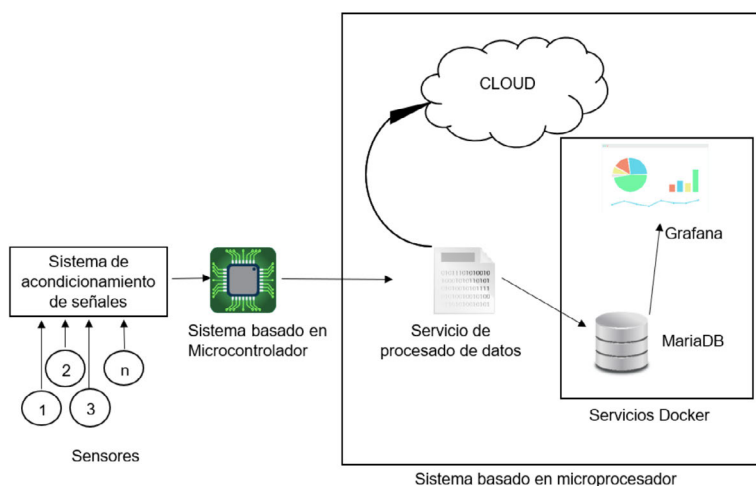 CLOUD
Grafana
MariaDB
Servicios Docker
Sistema de
acondicionamiento
de señales
Sistema basado en
Microcontrolador
Servicio de
procesado de datos
1
2
3
n
Sensores
Sistema basado en microprocesador